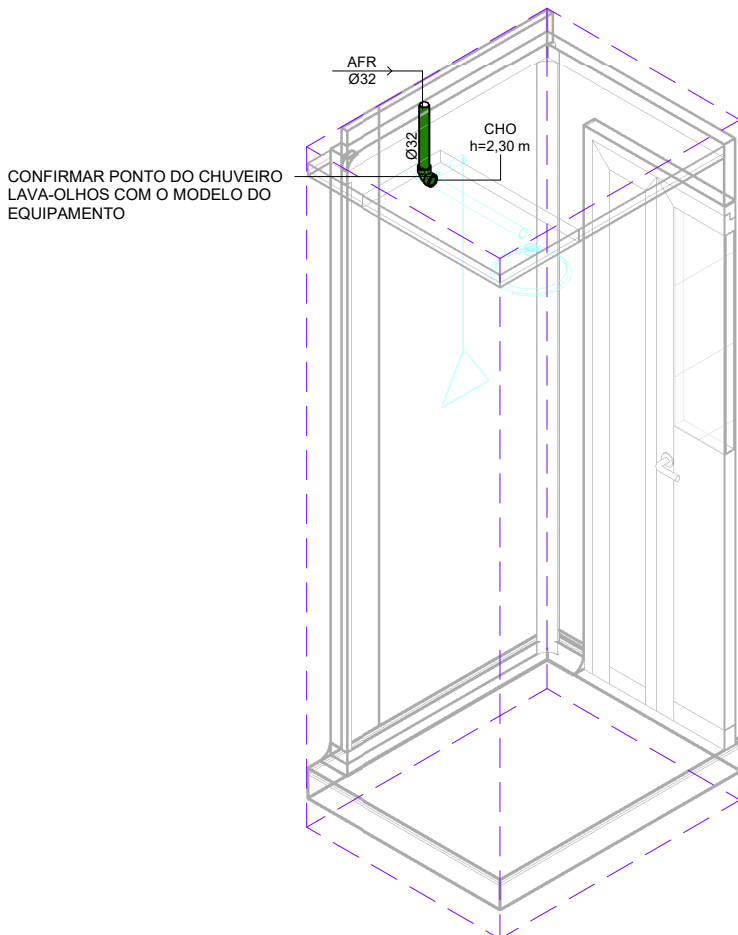 AFR
Ø32
Ø32
CHO
h=2,30 m
CONFIRMAR PONTO DO CHUVEIRO
LAVA-OLHOS COM O MODELO DO
EQUIPAMENTO